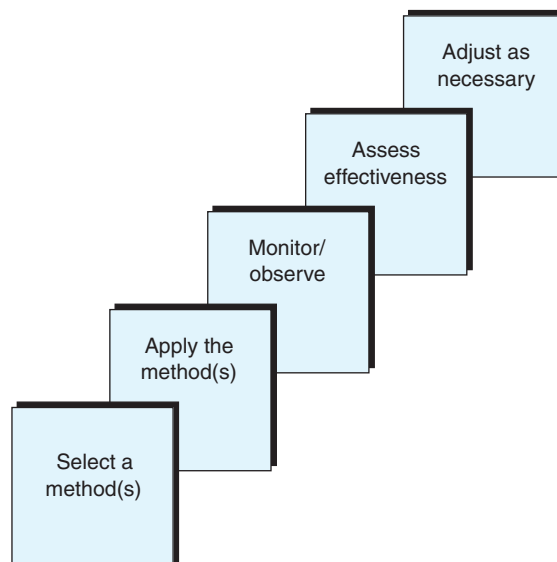 Adjust as
necessary
Assess
effectiveness
Monitor/
observe
Apply the
method(s)
Select a
method(s)